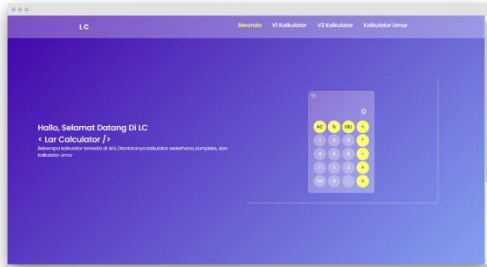 LC
Beranda V1 Kalkulator V2 Kalkulator Kalkulator Umur
Hallo, Selamat Datang Di LC
< Lar Calculator />
Beberapa kalkulator tersedia di sini, Diantaranya kalkulator sederhana, kompleks, dan
kalkulator umur
0
AC % DEL